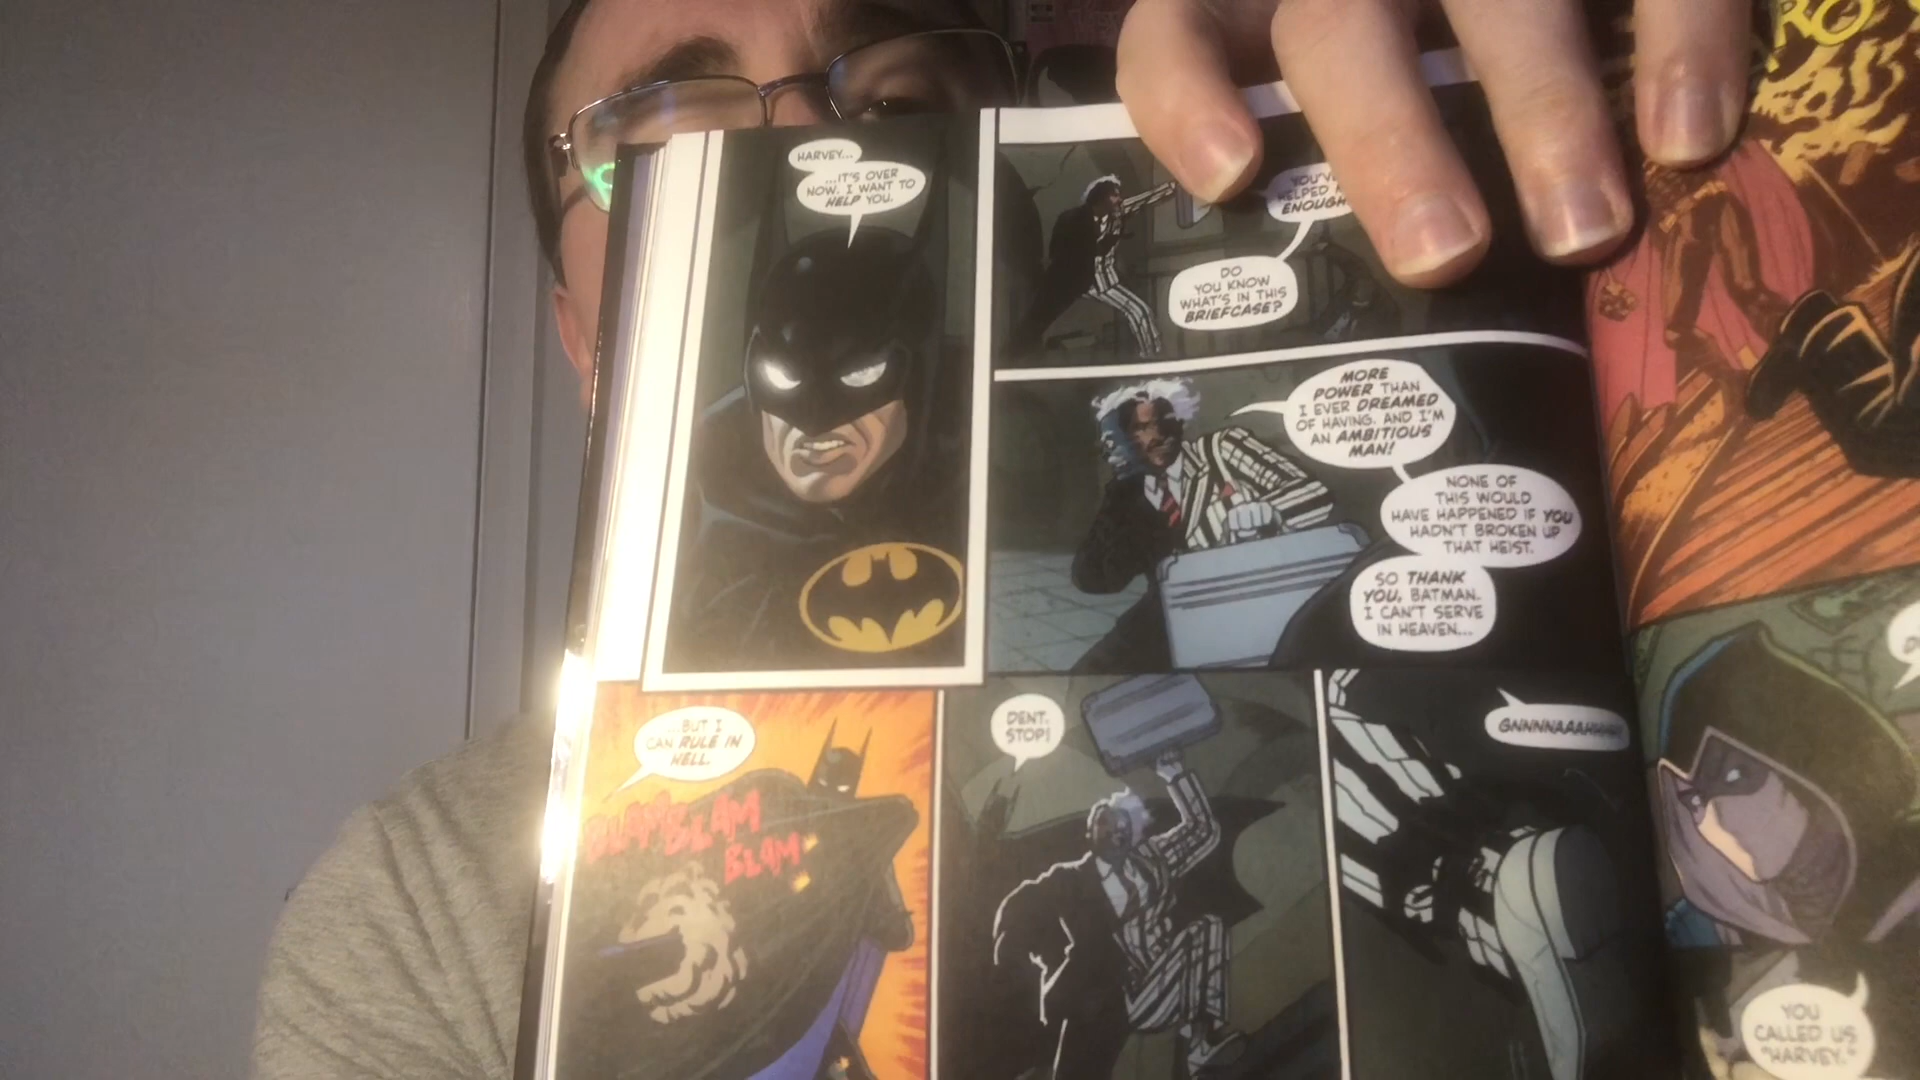 HARVEY...
...IT'S OVER
NOW. I WANT TO
HELP YOU.
HELPED
ENOUGH
DO
YOU KNOW
WHAT'S IN THIS
BRIEFCASE?
MORE
POWER THAN
I EVER DREAMED
OF HAVING. AND I'M
AN AMBITIOUS
MAN!
NONE OF
THIS WOULD
HAVE HAPPENED IF YOU
HADN'T BROKEN UP
THAT HEIST.
SO THANK
YOU, BATMAN.
I CAN'T SERVE
IN HEAVEN...
...BUT I
CAN RULE IN
HELL.
BLAM BLAM
BLAM
DENT.
STOP!
YOU
CALLED US
"HARVEY."